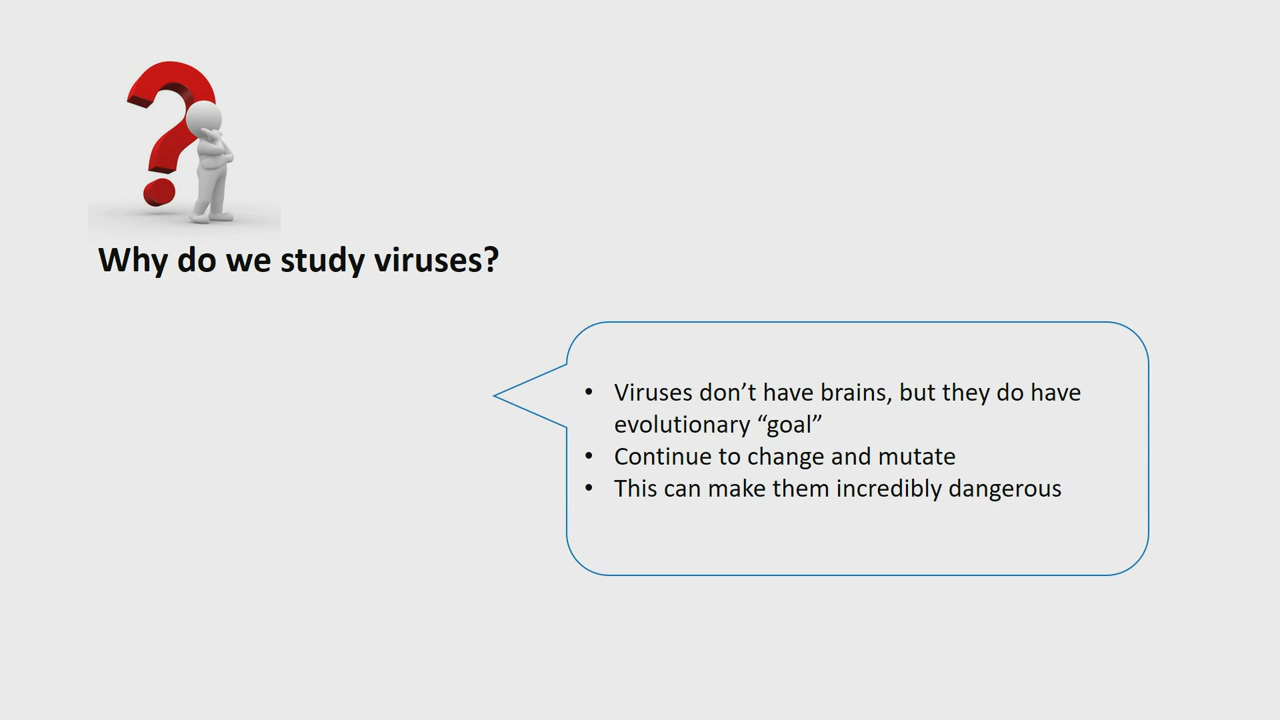 Why do we study viruses?
• Viruses don’t have brains, but they do have
evolutionary “goal”
• Continue to change and mutate
• This can make them incredibly dangerous